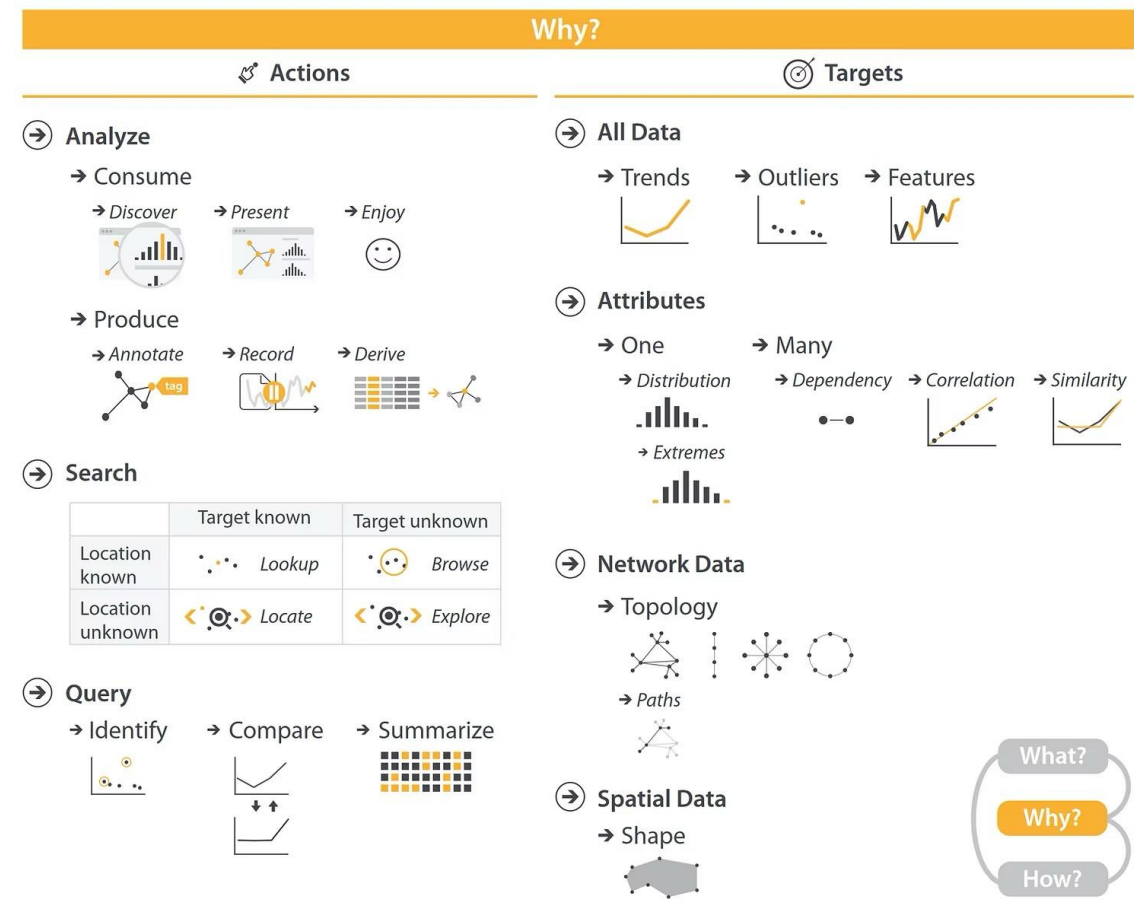 Why?
Actions
Analyze
Consume
Discover
Present
Enjoy
Produce
Annotate
Record
Derive
tag
Search
Target known
Target unknown
Location
known
Lookup
Browse
Location
unknown
Locate
Explore
Query
Identify
Compare
Summarize
Targets
All Data
Trends
Outliers
Features
Attributes
One
Many
Distribution
Dependency
Correlation
Similarity
Extremes
Network Data
Topology
Paths
Spatial Data
Shape
What?
Why?
How?